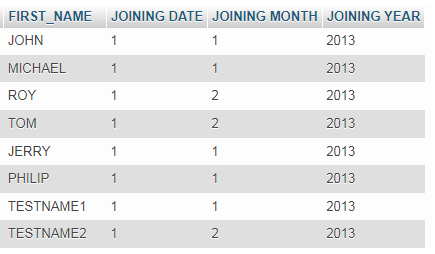 FIRST_NAME JOINING DATE JOINING MONTH JOINING YEAR
JOHN 1 1 2013
MICHAEL 1 1 2013
ROY 1 2 2013
TOM 1 2 2013
JERRY 1 1 2013
PHILIP 1 1 2013
TESTNAME1 1 1 2013
TESTNAME2 1 2 2013